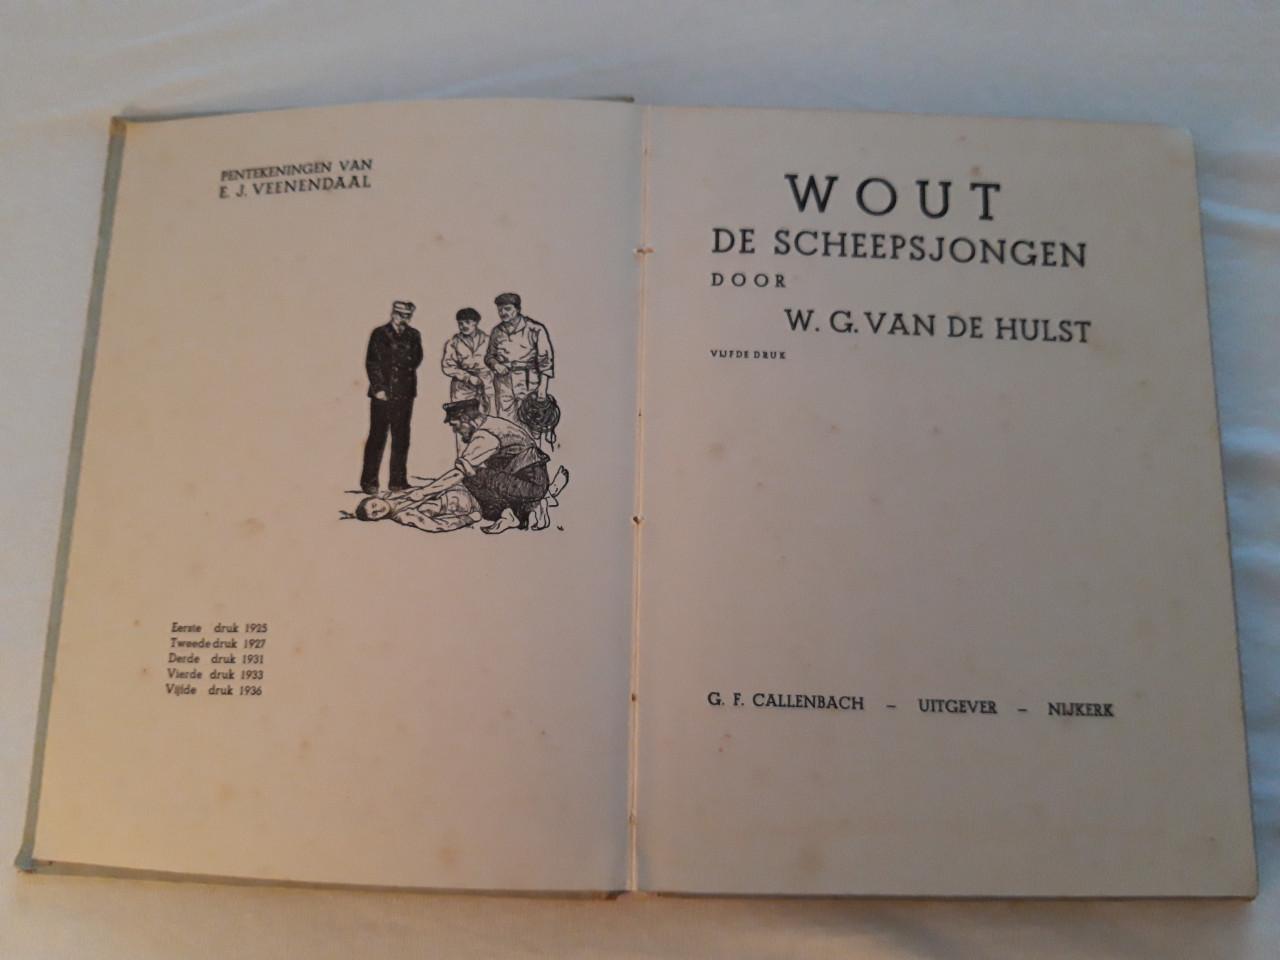 PENTEKENINGEN VAN
E. J. VEENENDAAL
Eerste druk 1925
Tweede druk 1927
Derde druk 1931
Vierde druk 1933
Vijfde druk 1936
WOUT
DE SCHEEPSJONGEN
DOOR
W. G. VAN DE HULST
VIJFDE DRUK
G. F. CALLENBACH – UITGEVER – NIJKERK